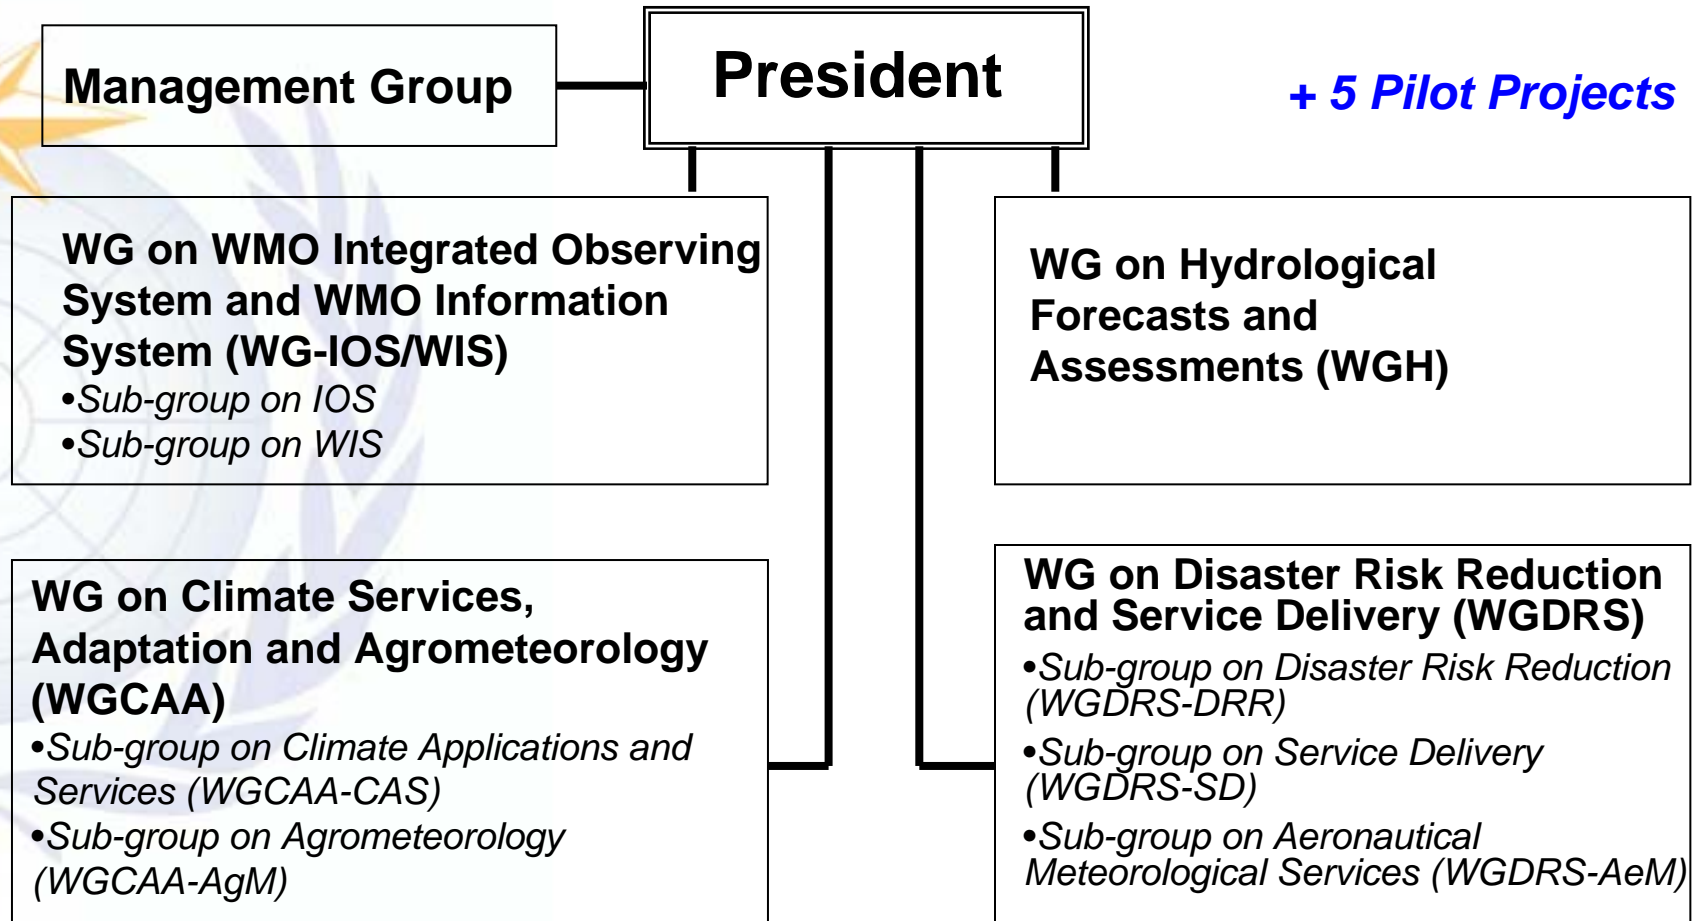 Management Group
President
+ 5 Pilot Projects
WG on WMO Integrated Observing
System and WMO Information
System (WG-IOS/WIS)
•Sub-group on IOS
•Sub-group on WIS
WG on Hydrological
Forecasts and
Assessments (WGH)
WG on Climate Services,
Adaptation and Agrometeorology
(WGCAA)
•Sub-group on Climate Applications and
Services (WGCAA-CAS)
•Sub-group on Agrometeorology
(WGCAA-AgM)
WG on Disaster Risk Reduction
and Service Delivery (WGDRS)
•Sub-group on Disaster Risk Reduction
(WGDRS-DRR)
•Sub-group on Service Delivery
(WGDRS-SD)
•Sub-group on Aeronautical
Meteorological Services (WGDRS-AeM)